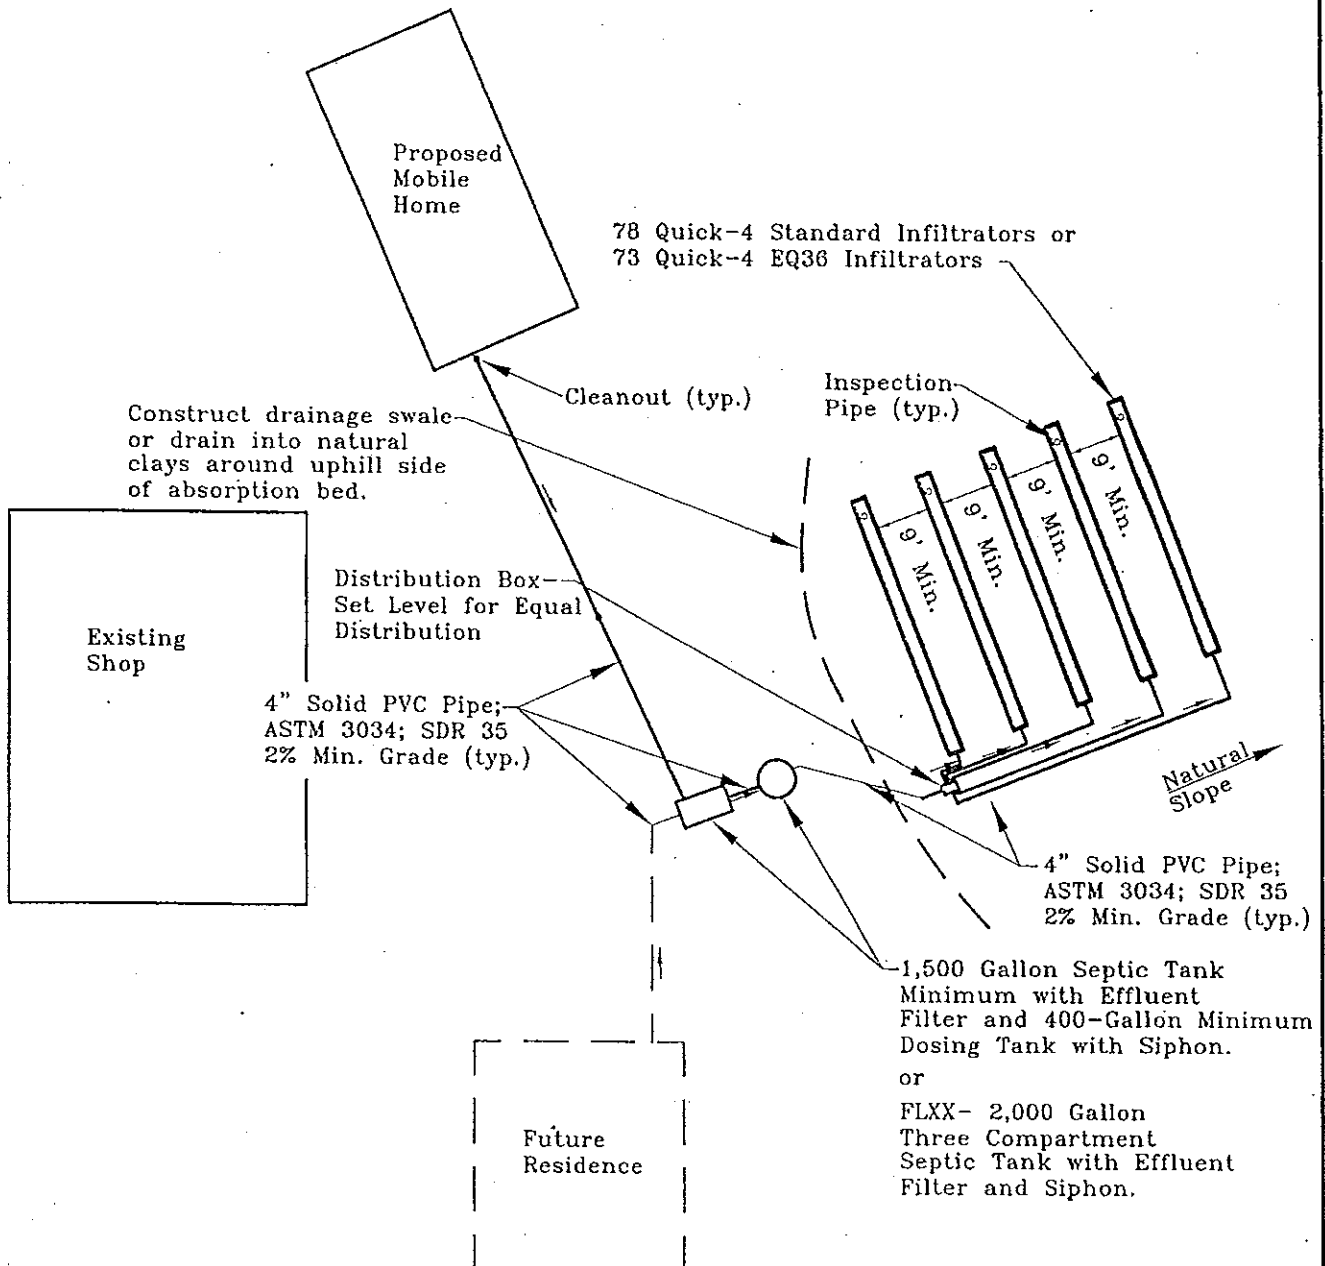 Proposed
Mobile
Home
78 Quick-4 Standard Infiltrators or
73 Quick-4 EQ36 Infiltrators
Cleanout (typ.)
Inspection
Pipe (typ.)
Construct drainage swale
or drain into natural
clays around uphill side
of absorption bed.
9' Min.
9' Min.
9' Min.
9' Min.
Distribution Box
Set Level for Equal
Distribution
Existing
Shop
4" Solid PVC Pipe;
ASTM 3034; SDR 35
2% Min. Grade (typ.)
Natural
Slope
4" Solid PVC Pipe;
ASTM 3034; SDR 35
2% Min. Grade (typ.)
1,500 Gallon Septic Tank
Minimum with Effluent
Filter and 400-Gallon Minimum
Dosing Tank with Siphon.
or
FLXX- 2,000 Gallon
Three Compartment
Septic Tank with Effluent
Filter and Siphon.
Future
Residence